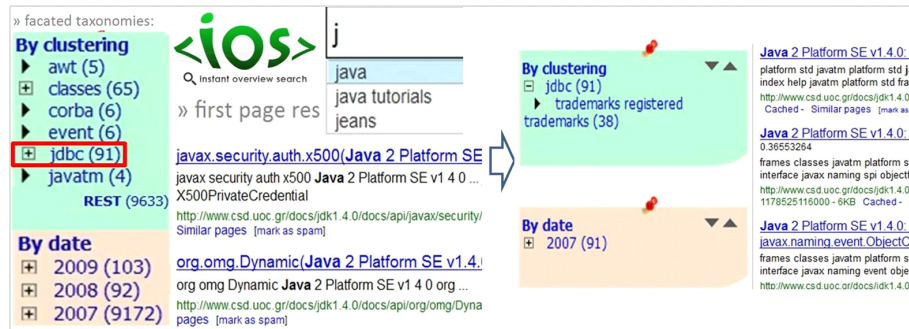 » facated taxonomies:
By clustering
awt (5)
classes (65)
corba (6)
event (6)
jdbc (91)
javatm (4)
REST (9633)
By date
2009 (103)
2008 (92)
2007 (9172)
<ios>
instant overview search
» first page res
j
java
java tutorials
jeans
javax.security.auth.x500(Java 2 Platform SE
javax security auth x500 Java 2 Platform SE v1 4 0 ...
X500PrivateCredential
http://www.csd.uoc.gr/docs/jdk1.4.0/docs/api/javax/security/
Similar pages [mark as spam]
org.omg.Dynamic(Java 2 Platform SE v1.4.
org omg Dynamic Java 2 Platform SE v1 4 0 org ...
http://www.csd.uoc.gr/docs/jdk1.4.0/docs/api/org/omg/Dyna
pages [mark as spam]
By clustering
jdbc (91)
trademarks registered
trademarks (38)
By date
2007 (91)
Java 2 Platform SE v1.4.0:
platform std javatm platform std j
index help javatm platform std fra
http://www.csd.uoc.gr/docs/jdk1.4.0
Cached - Similar pages [mark as
Java 2 Platform SE v1.4.0:
0.36553264
frames classes javatm platform s
interface javax naming spi object
http://www.csd.uoc.gr/docs/jdk1.4.0
1178525116000 - 6KB Cached -
Java 2 Platform SE v1.4.0:
javax.naming.event.ObjectC
frames classes javatm platform s
interface javax naming event obje
http://www.csd.uoc.gr/docs/jdk1.4.0